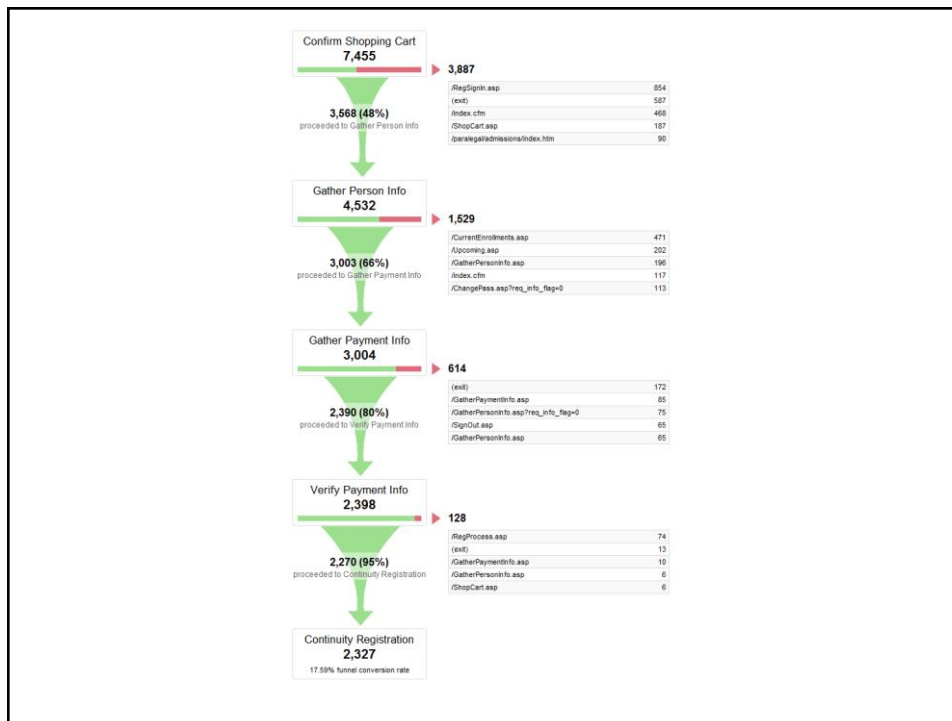 Confirm Shopping Cart
7,455
3,887
/RegSignIn.asp 854
(exit) 587
/index.cfm 468
/ShopCart.asp 187
/paralegal/admissions/index.htm 90
3,568 (48%)
proceeded to Gather Person Info
Gather Person Info
4,532
1,529
/CurrentEnrollments.asp 471
/Upcoming.asp 202
/GatherPersonInfo.asp 196
/index.cfm 117
/ChangePass.asp?req_info_flag=0 113
3,003 (66%)
proceeded to Gather Payment Info
Gather Payment Info
3,004
614
(exit) 172
/GatherPaymentInfo.asp 85
/GatherPersonInfo.asp?req_info_flag=0 75
/SignOut.asp 65
/GatherPersonInfo.asp 65
2,390 (80%)
proceeded to Verify Payment Info
Verify Payment Info
2,398
128
/RegProcess.asp 74
(exit) 13
/GatherPaymentInfo.asp 10
/GatherPersonInfo.asp 6
/ShopCart.asp 6
2,270 (95%)
proceeded to Continuity Registration
Continuity Registration
2,327
17.59% funnel conversion rate